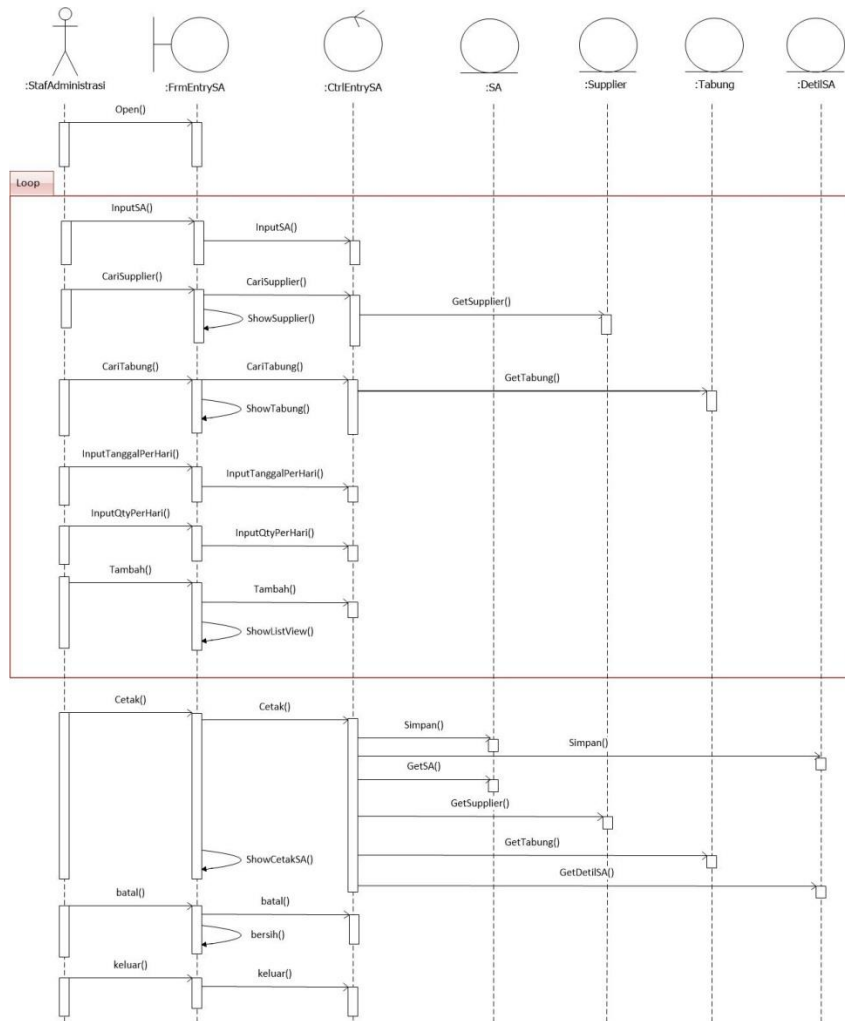 :StafAdministrasi
:FrmEntrySA
:CtrlEntrySA
:SA
:Supplier
:Tabung
:DetilSA
Open()
Loop
InputSA()
InputSA()
CariSupplier()
CariSupplier()
GetSupplier()
ShowSupplier()
CariTabung()
CariTabung()
GetTabung()
ShowTabung()
InputTanggalPerHari()
InputTanggalPerHari()
InputQtyPerHari()
InputQtyPerHari()
Tambah()
Tambah()
ShowListView()
Cetak()
Cetak()
Simpan()
Simpan()
GetSA()
GetSupplier()
GetTabung()
ShowCetakSA()
GetDetilSA()
batal()
batal()
bersih()
keluar()
keluar()